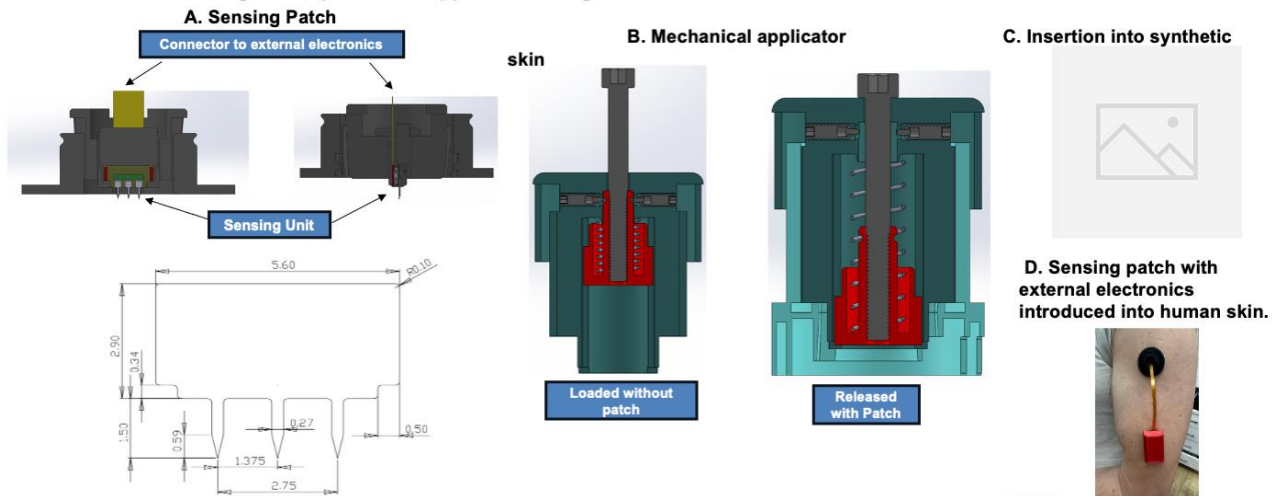 A. Sensing Patch
Connector to external electronics
Sensing Unit
5.60
R0.10
2.90
0.34
1.50
0.59
0.27
0.50
1.375
2.75
B. Mechanical applicator
skin
Loaded without
patch
Released
with Patch
C. Insertion into synthetic
D. Sensing patch with
external electronics
introduced into human skin.